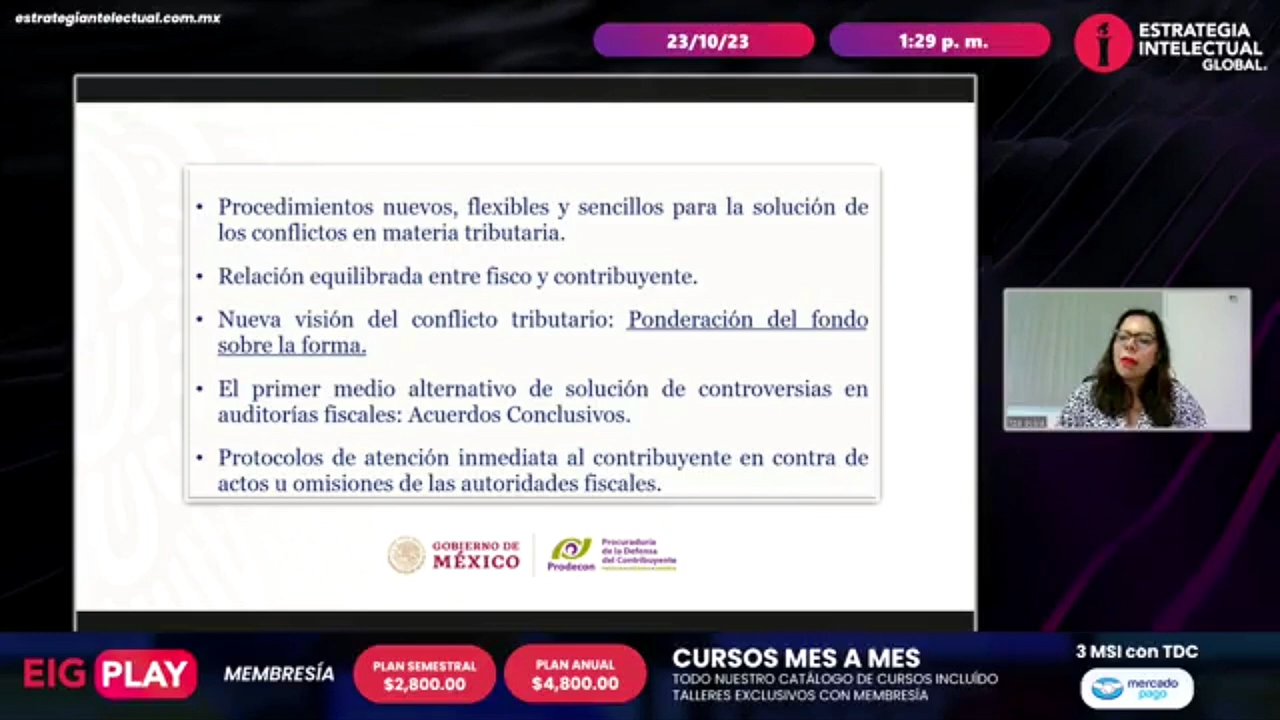 estrategiantelectual.com.mx
23/10/23
1:29 p. m.
ESTRATEGIA
INTELECTUAL
GLOBAL.
• Procedimientos nuevos, flexibles y sencillos para la solución de
los conflictos en materia tributaria.
• Relación equilibrada entre fisco y contribuyente.
• Nueva visión del conflicto tributario: Ponderación del fondo
sobre la forma.
• El primer medio alternativo de solución de controversias en
auditorías fiscales: Acuerdos Conclusivos.
• Protocolos de atención inmediata al contribuyente en contra de
actos u omisiones de las autoridades fiscales.
GOBIERNO DE
MÉXICO
Prodecon
Procuraduría
de la Defensa
del Contribuyente
EIG PLAY
MEMBRESÍA
PLAN SEMESTRAL
$2,800.00
PLAN ANUAL
$4,800.00
CURSOS MES A MES
TODO NUESTRO CATÁLOGO DE CURSOS INCLUÍDO
TALLERES EXCLUSIVOS CON MEMBRESÍA
3 MSI con TDC
mercado
pago